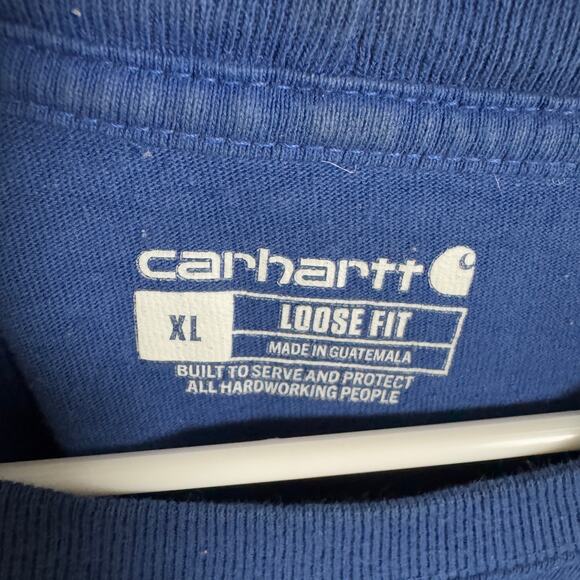 carhartt
XL
LOOSE FIT
MADE IN GUATEMALA
BUILT TO SERVE AND PROTECT
ALL HARDWORKING PEOPLE